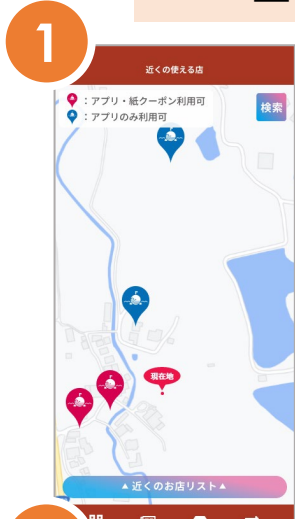 1
近くの使える店
：アプリ・紙クーポン利用可
：アプリのみ利用可
検索
現在地
▲近くのお店リスト▲